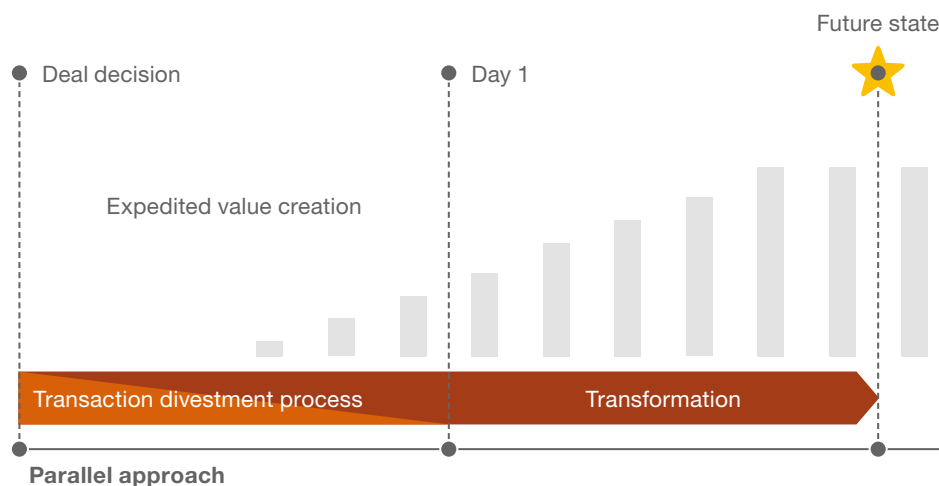 Future state
Deal decision
Day 1
Expedited value creation
Transaction divestment process
Transformation
Parallel approach